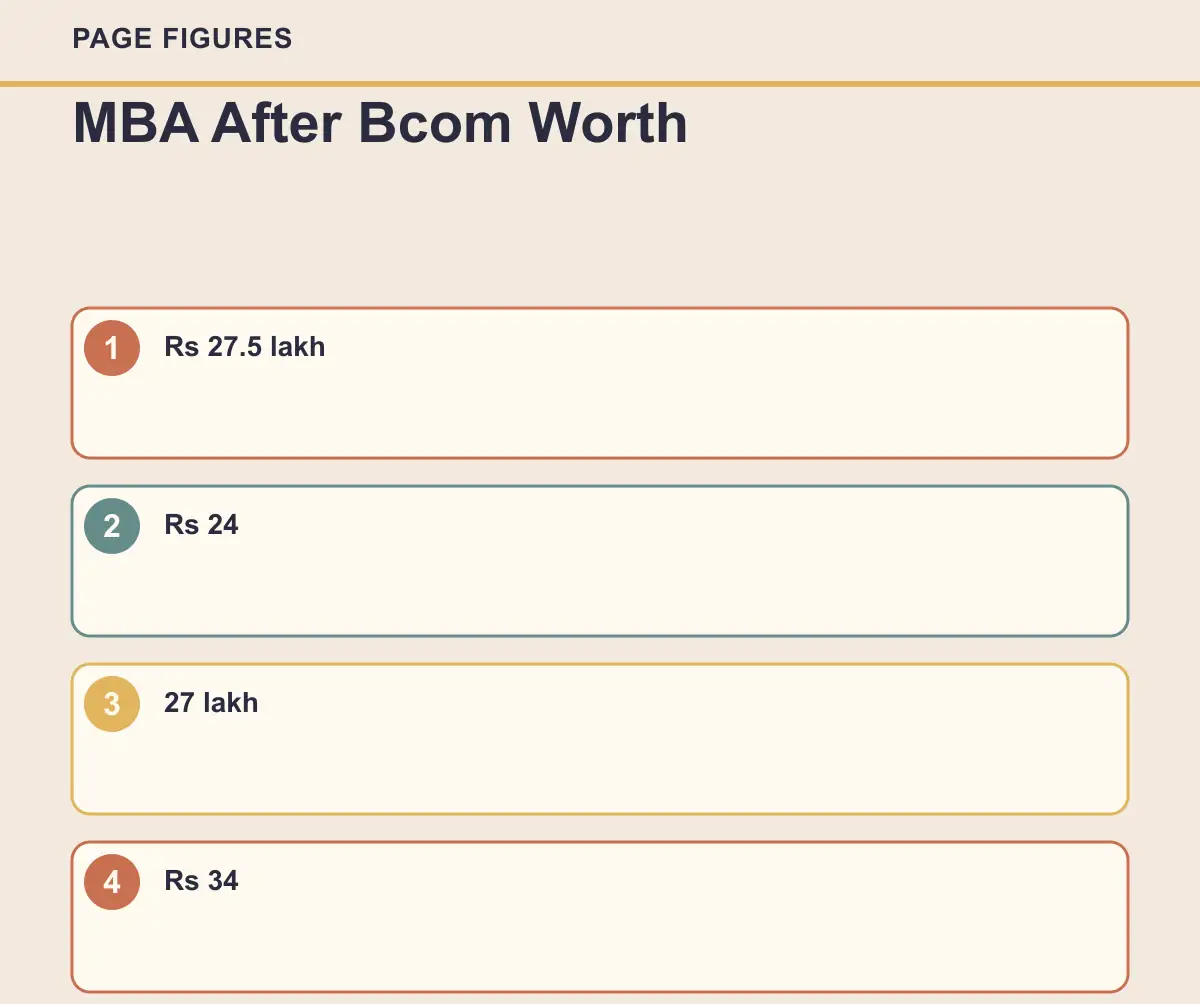 PAGE FIGURES
MBA After Bcom Worth
1 Rs 27.5 lakh
2 Rs 24
3 27 lakh
4 Rs 34